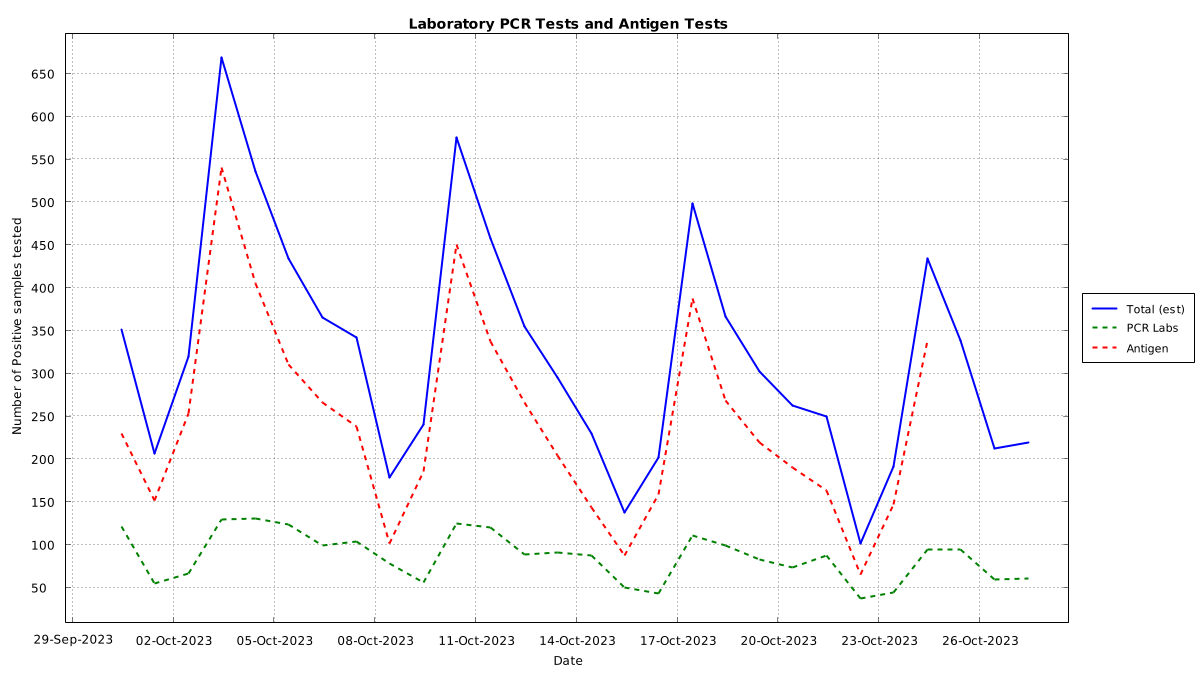 Laboratory PCR Tests and Antigen Tests
Number of Positive samples tested
650
600
550
500
450
400
350
300
250
200
150
100
50
29-Sep-2023 02-Oct-2023 05-Oct-2023 08-Oct-2023 11-Oct-2023 14-Oct-2023 17-Oct-2023 20-Oct-2023 23-Oct-2023 26-Oct-2023
Date
Total (est)
PCR Labs
Antigen